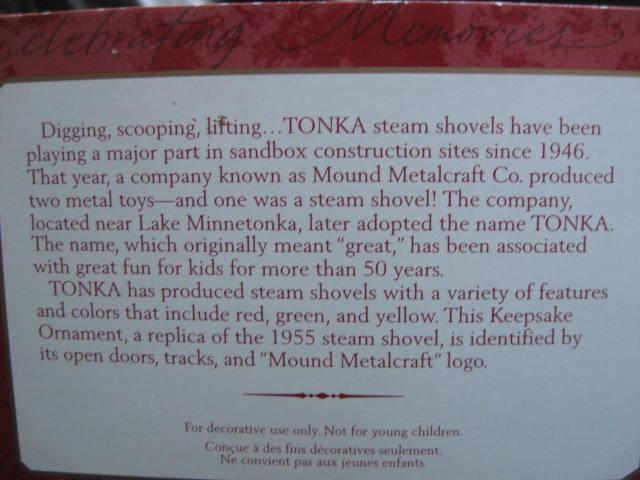 Celebrating Memories
Digging, scooping, lifting...TONKA steam shovels have been
playing a major part in sandbox construction sites since 1946.
That year, a company known as Mound Metalcraft Co. produced
two metal toys—and one was a steam shovel! The company,
located near Lake Minnetonka, later adopted the name TONKA.
The name, which originally meant "great," has been associated
with great fun for kids for more than 50 years.
TONKA has produced steam shovels with a variety of features
and colors that include red, green, and yellow. This Keepsake
Ornament, a replica of the 1955 steam shovel, is identified by
its open doors, tracks, and "Mound Metalcraft" logo.
For decorative use only. Not for young children.
Conçue à des fins décoratives seulement.
Ne convient pas aux jeunes enfants.